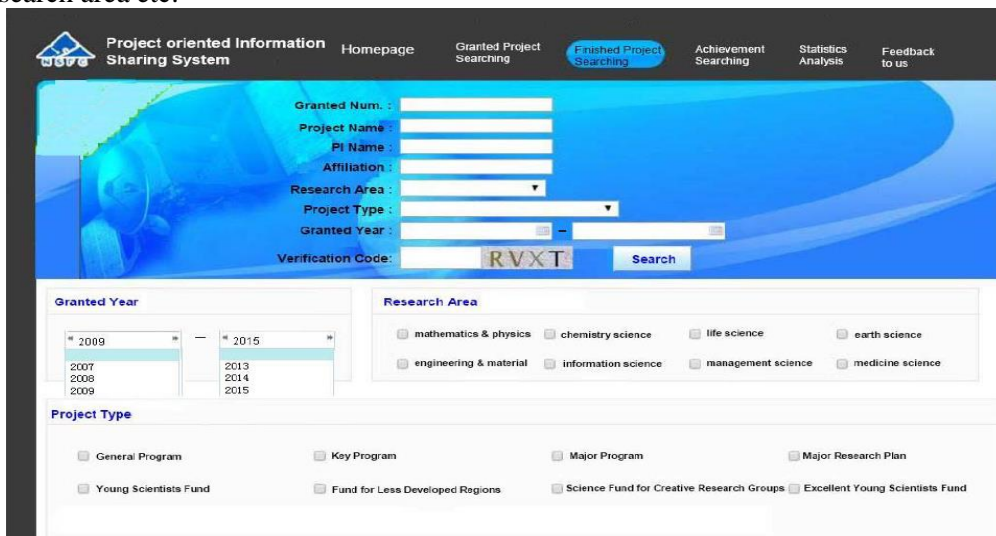 search area etc.
Project oriented Information
Sharing System
NSFC
Homepage
Granted Project
Searching
Finished Project
Searching
Achievement
Searching
Statistics
Analysis
Feedback
to us
Granted Num. :
Project Name :
PI Name :
Affiliation :
Research Area :
Project Type :
Granted Year :
–
Verification Code:
RVXT
Search
Granted Year
2009
—
2015
2007
2008
2009
2013
2014
2015
Research Area
mathematics & physics
chemistry science
life science
earth science
engineering & material
information science
management science
medicine science
Project Type
General Program
Key Program
Major Program
Major Research Plan
Young Scientists Fund
Fund for Less Developed Regions
Science Fund for Creative Research Groups
Excellent Young Scientists Fund